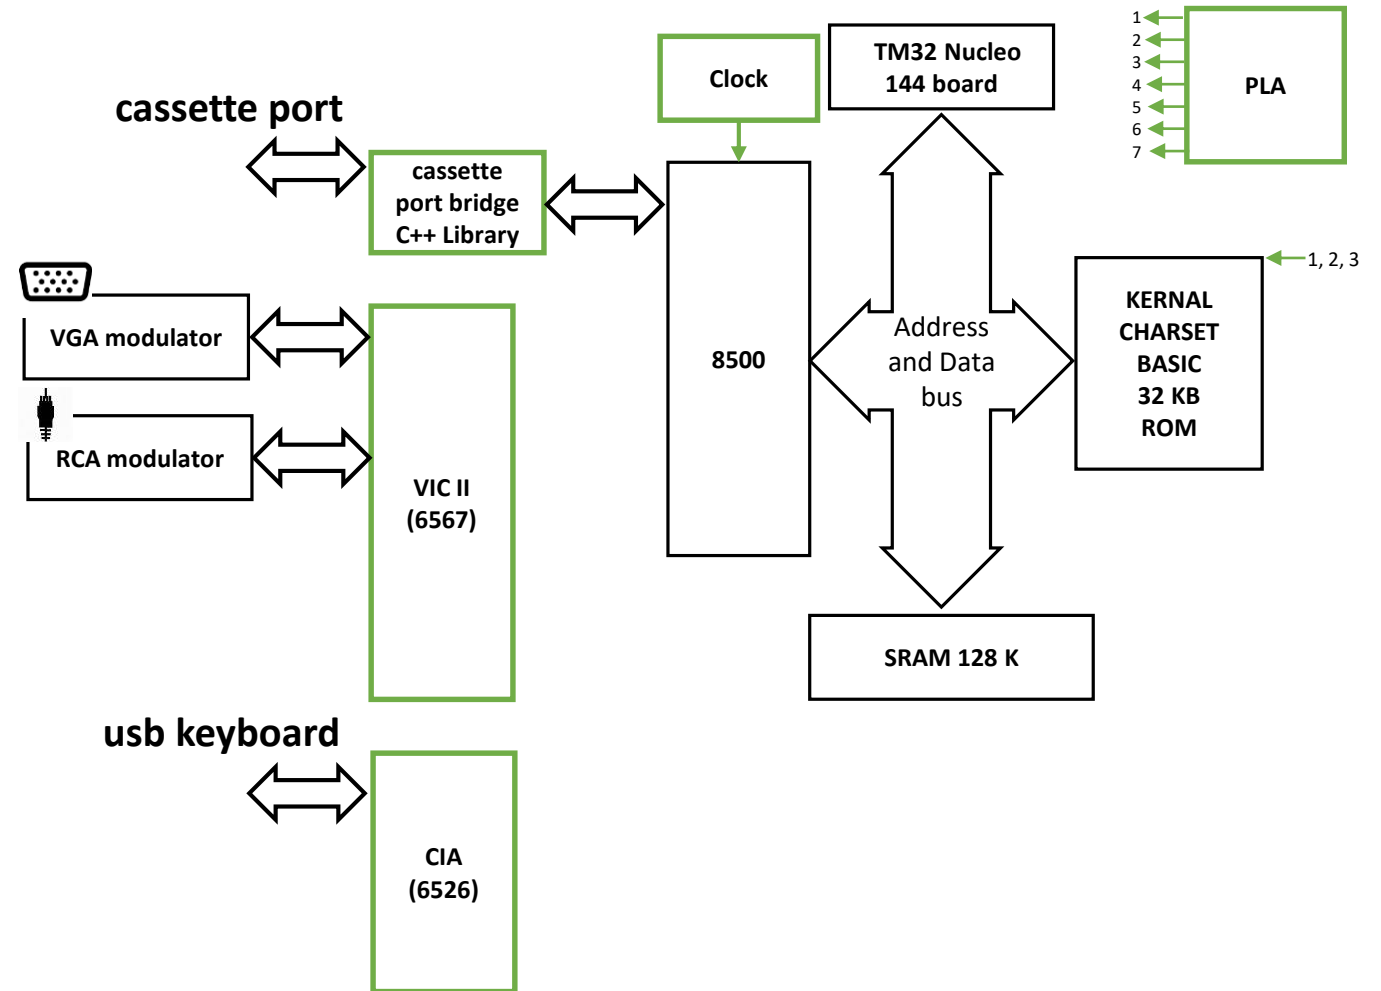 Clock
TM32 Nucleo
144 board
1
2
3
4
5
6
7
PLA
cassette port
cassette
port bridge
C++ Library
1, 2, 3
VGA modulator
RCA modulator
VIC II
(6567)
8500
Address
and Data
bus
KERNAL
CHARSET
BASIC
32 KB
ROM
SRAM 128 K
usb keyboard
CIA
(6526)